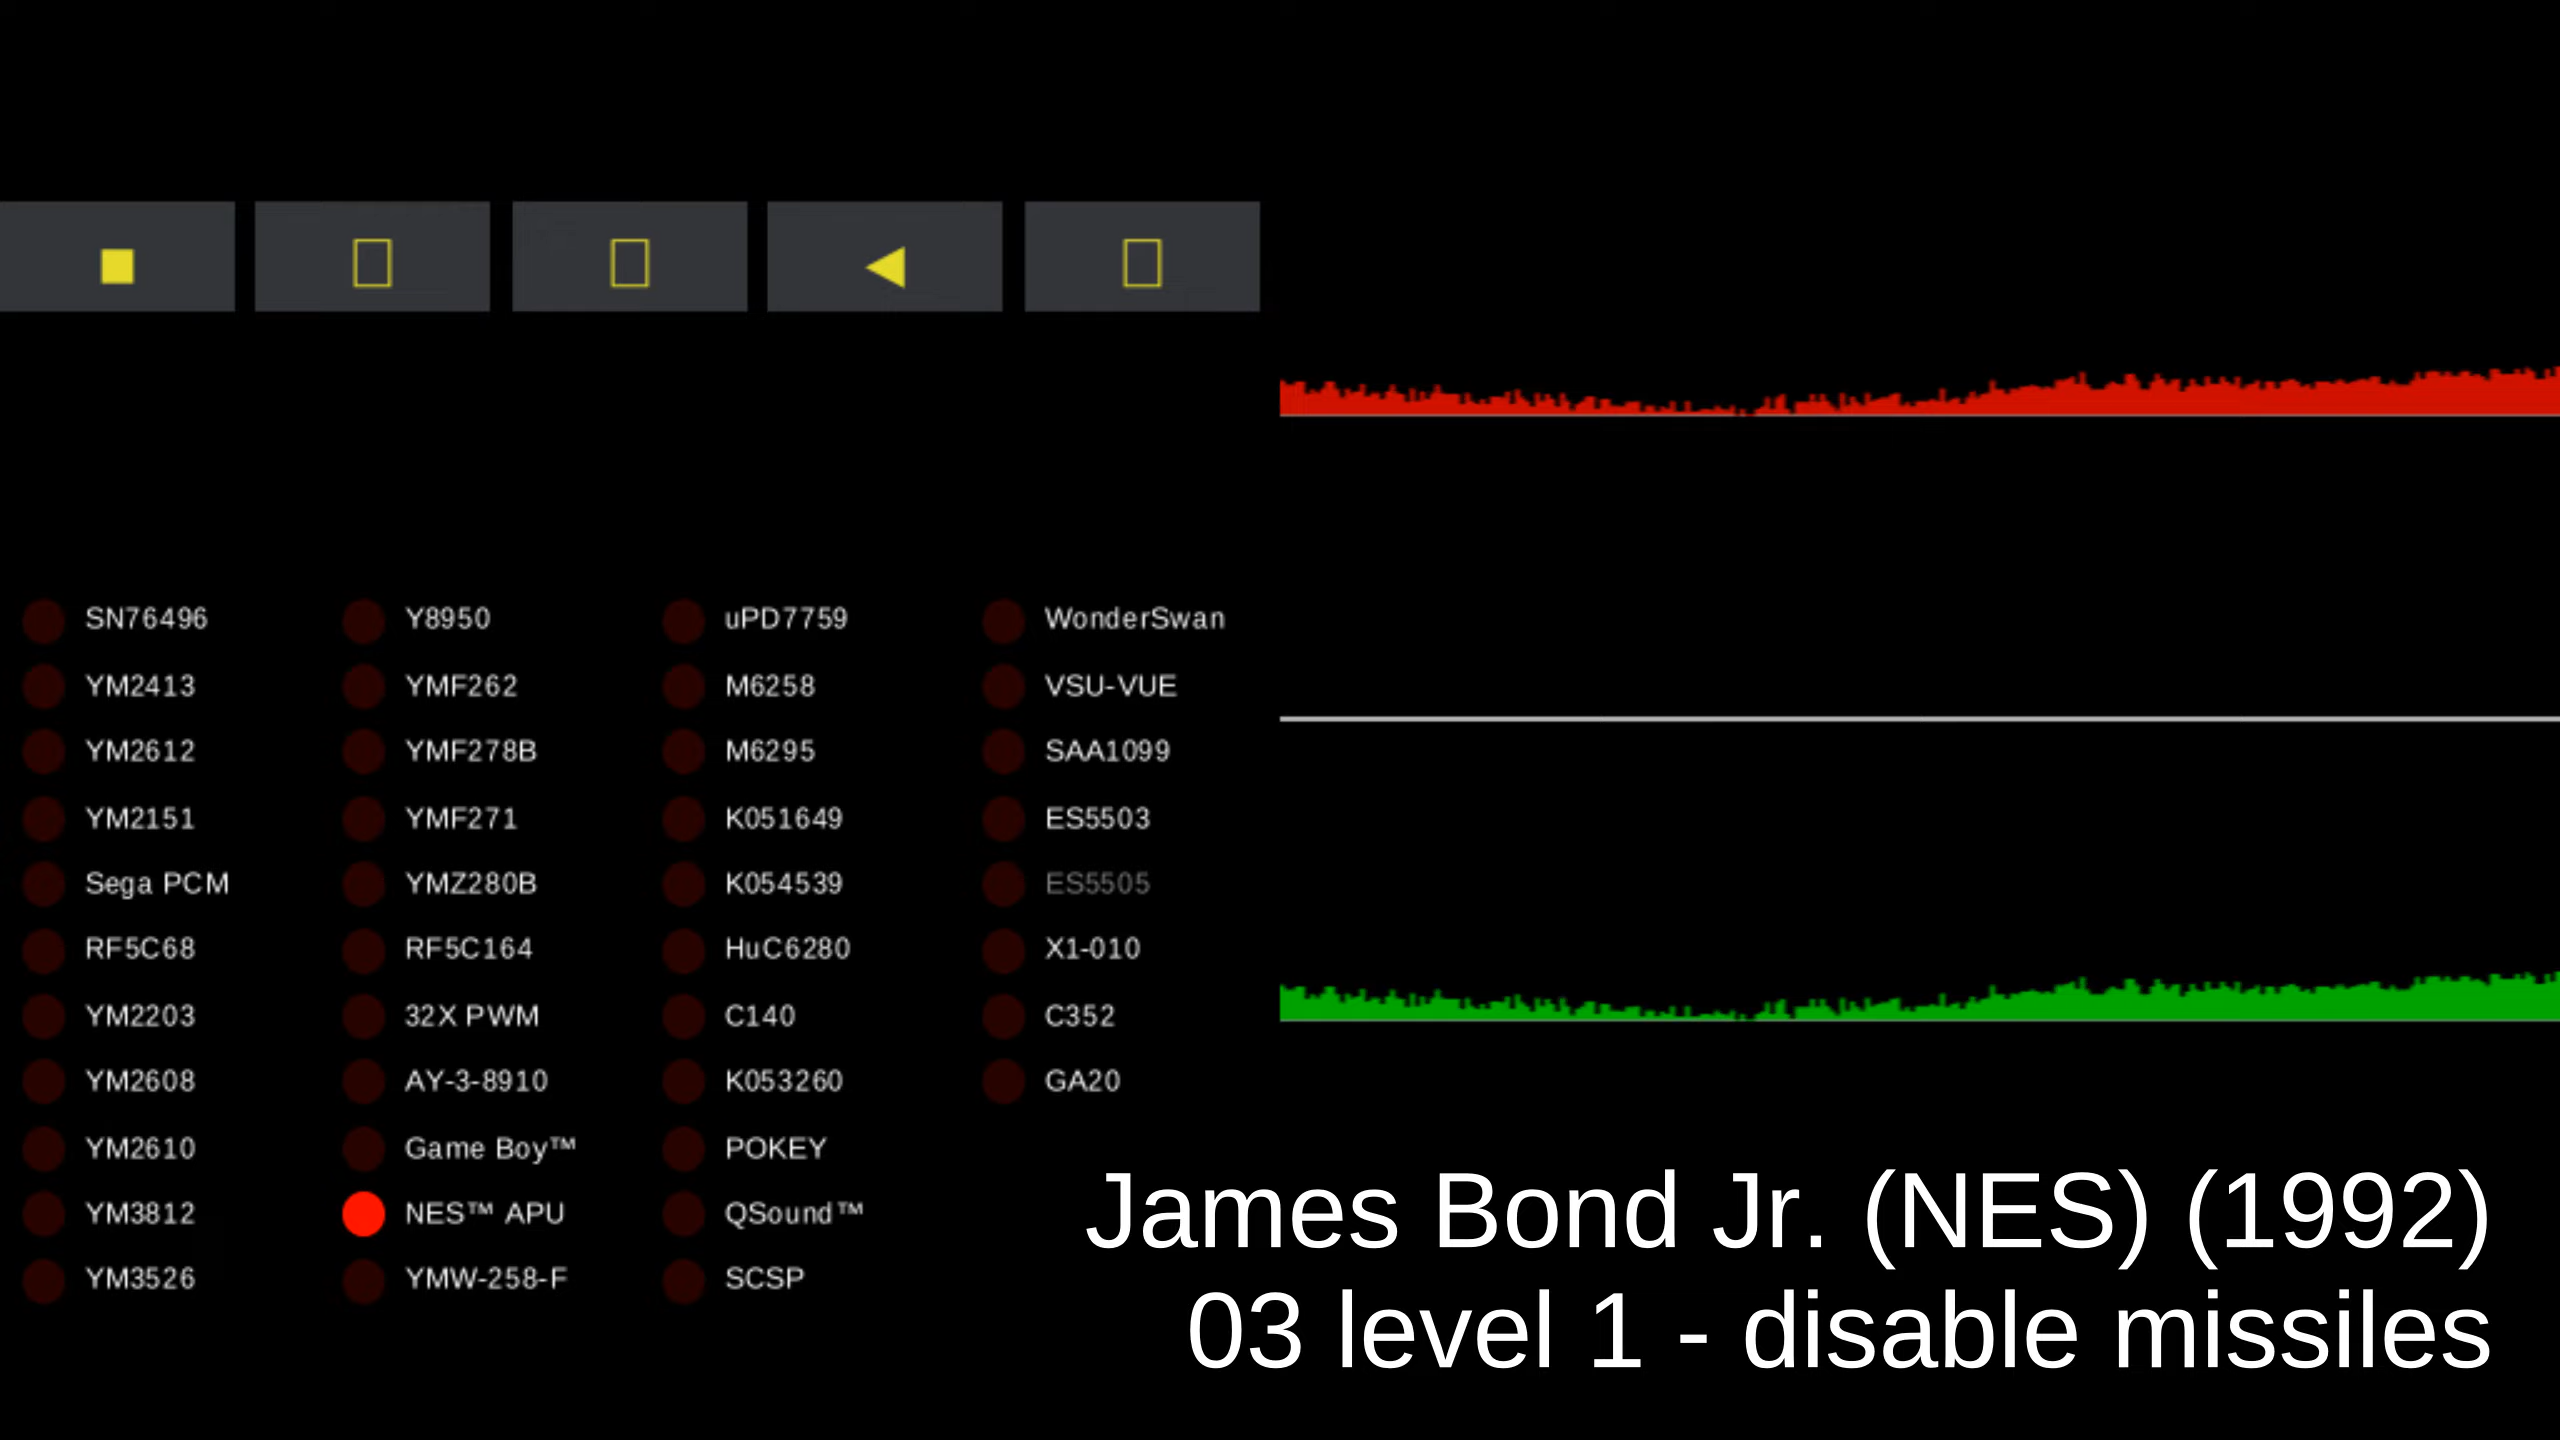 SN76496
YM2413
YM2612
YM2151
Sega PCM
RF5C68
YM2203
YM2608
YM2610
YM3812
YM3526
Y8950
YMF262
YMF278B
YMF271
YMZ280B
RF5C164
32X PWM
AY-3-8910
Game Boy™
NES™ APU
YMW-258-F
uPD7759
M6258
M6295
K051649
K054539
HuC6280
C140
K053260
POKEY
QSound™
SCSP
WonderSwan
VSU-VUE
SAA1099
ES5503
ES5505
X1-010
C352
GA20
James Bond Jr. (NES) (1992)
03 level 1 - disable missiles